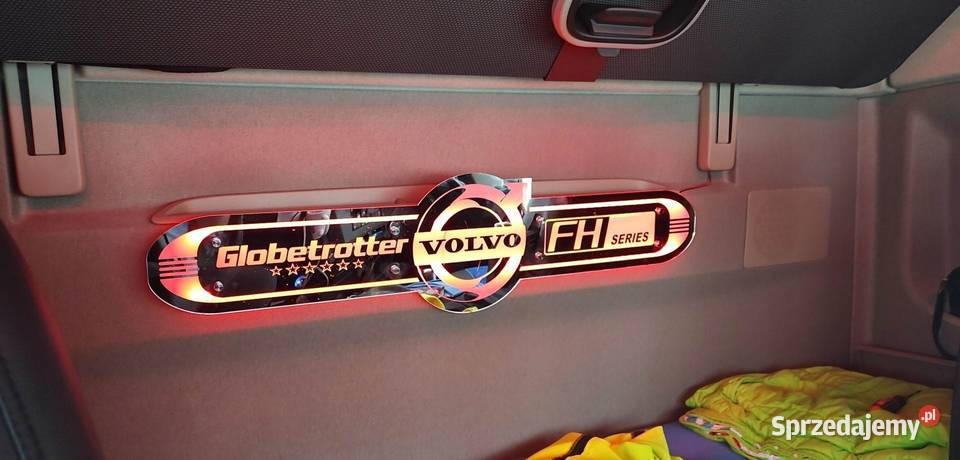 Globetrotter
☆☆☆☆☆☆
VOLVO
FH SERIES
Sprzedajemy.pl